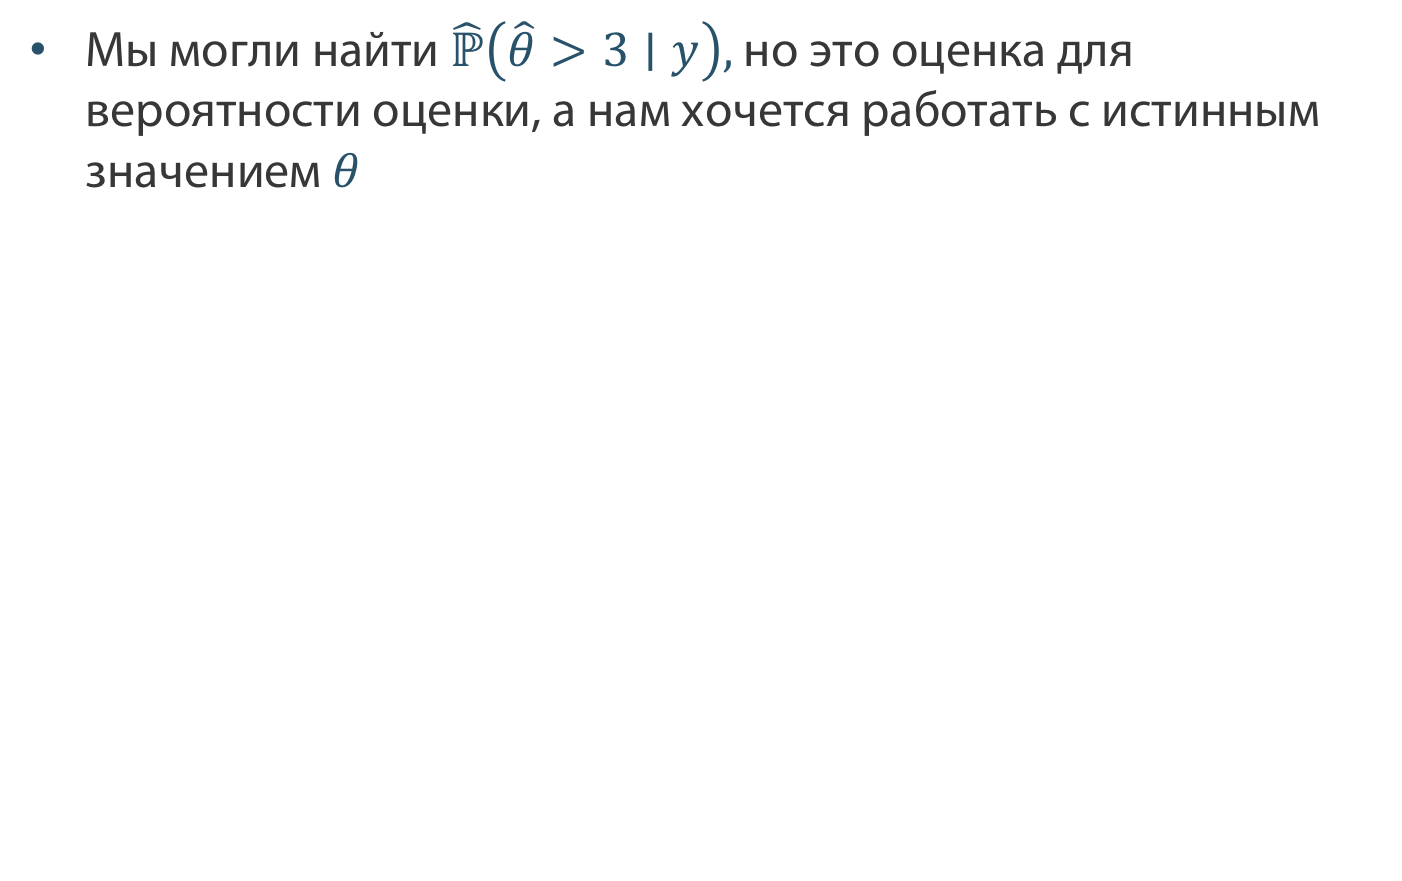 • Мы могли найти ℙ̂(θ̂ > 3 ∣ y), но это оценка для
вероятности оценки, а нам хочется работать с истинным
значением θ